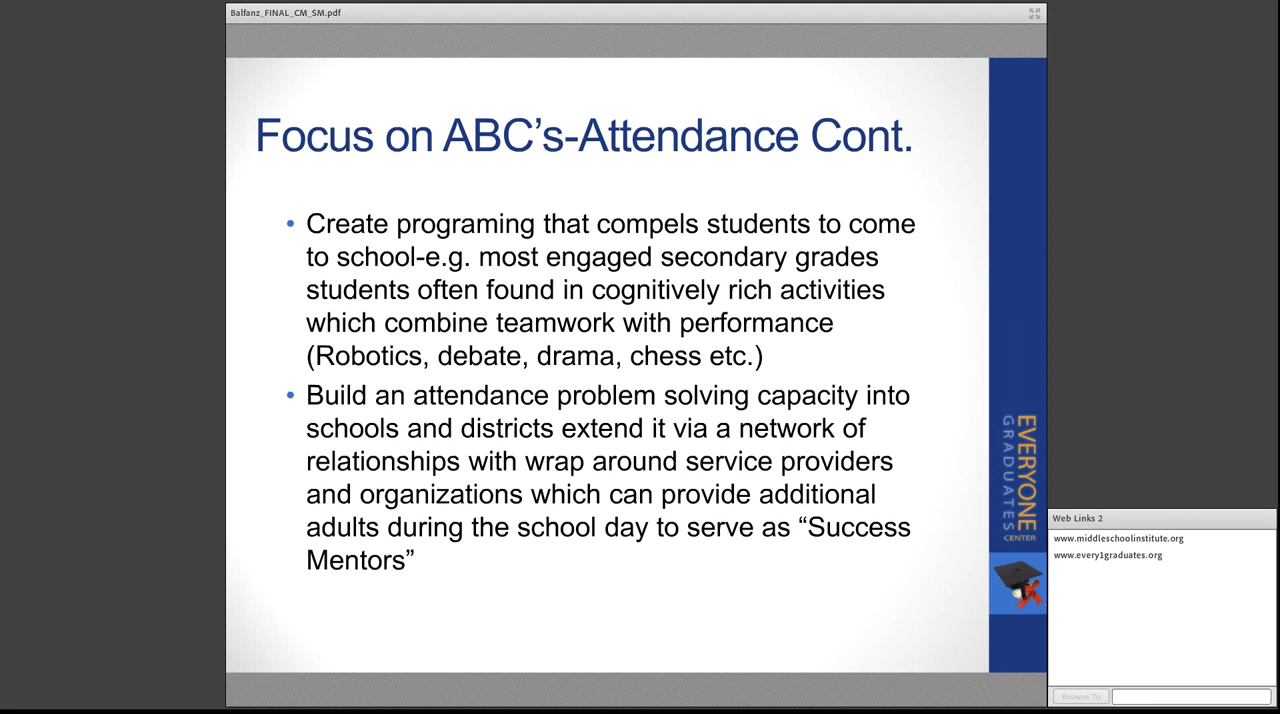 Balfanz_FINAL_CM_SM.pdf
Focus on ABC’s-Attendance Cont.
• Create programing that compels students to come
to school-e.g. most engaged secondary grades
students often found in cognitively rich activities
which combine teamwork with performance
(Robotics, debate, drama, chess etc.)
• Build an attendance problem solving capacity into
schools and districts extend it via a network of
relationships with wrap around service providers
and organizations which can provide additional
adults during the school day to serve as “Success
Mentors”
EVERYONE
GRADUATES
CENTER
Web Links 2
www.middleschoolinstitute.org
www.every1graduates.org
Browse To